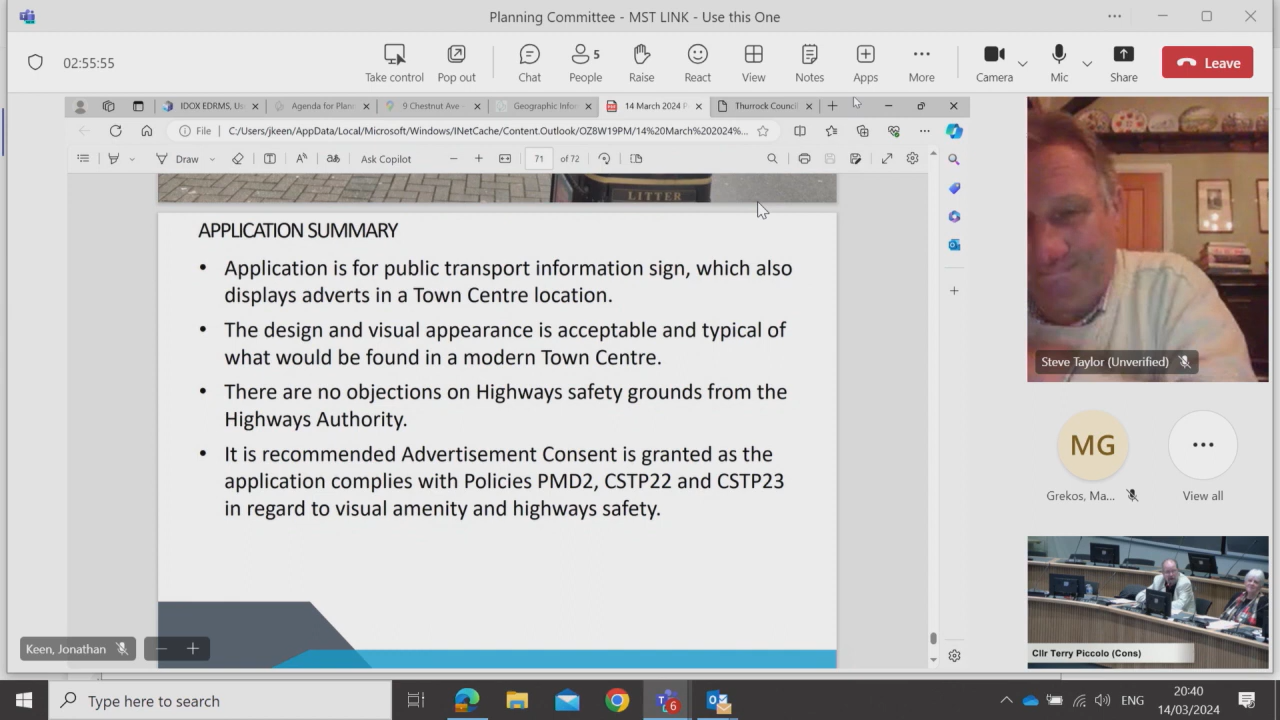 Planning Committee - MST LINK - Use this One
02:55:55
Take control
Pop out
Chat
5
People
Raise
React
View
Notes
Apps
More
Camera
Mic
Share
Leave
IDOX EDRMS, Us
Agenda for Plan
9 Chestnut Ave
Geographic Info
14 March 2024 P
Thurrock Counci
File
C:/Users/jkeen/AppData/Local/Microsoft/Windows/INetCache/Content.Outlook/OZ8W19PM/14%20March%202024%...
Draw
Ask Copilot
71
of 72
LITTER
APPLICATION SUMMARY
• Application is for public transport information sign, which also
displays adverts in a Town Centre location.
• The design and visual appearance is acceptable and typical of
what would be found in a modern Town Centre.
• There are no objections on Highways safety grounds from the
Highways Authority.
• It is recommended Advertisement Consent is granted as the
application complies with Policies PMD2, CSTP22 and CSTP23
in regard to visual amenity and highways safety.
Keen, Jonathan
Steve Taylor (Unverified)
MG
Grekos, Ma...
View all
Cllr Terry Piccolo (Cons)
Type here to search
6
ENG
20:40
14/03/2024